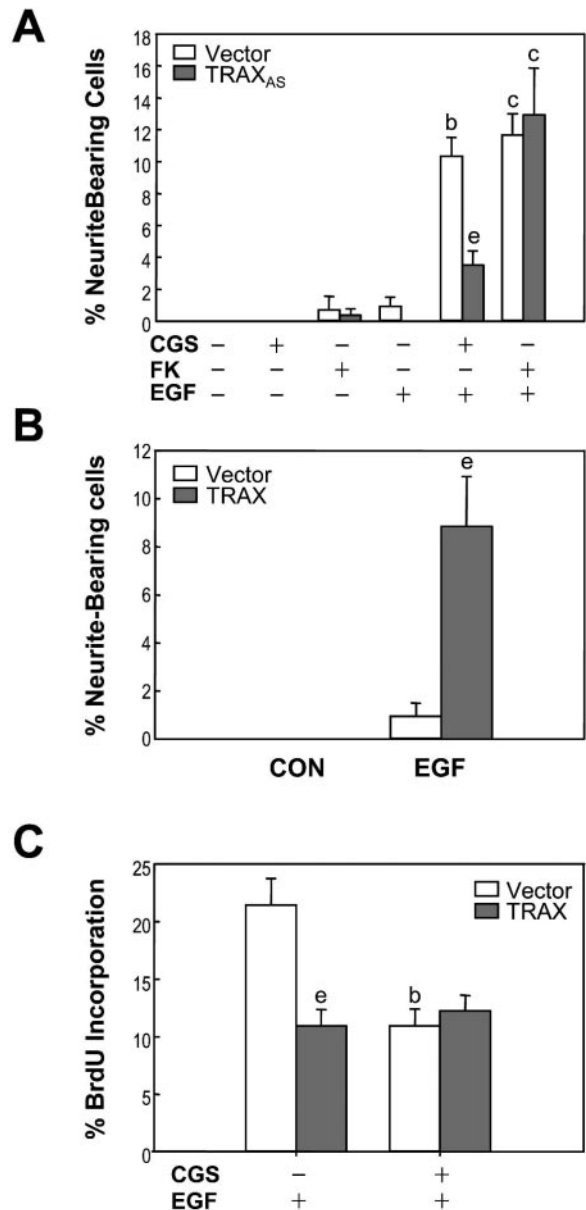 A
% NeuriteBearing Cells
18
16
14
12
10
8
6
4
2
0
Vector
TRAXAS
b
e
c
c
CGS – + – – + –
FK – – + – – +
EGF – – – + + +
B
% Neurite-Bearing cells
12
10
8
6
4
2
0
Vector
TRAX
e
CON EGF
C
% BrdU Incorporation
25
20
15
10
5
0
Vector
TRAX
e
b
CGS – +
EGF + +